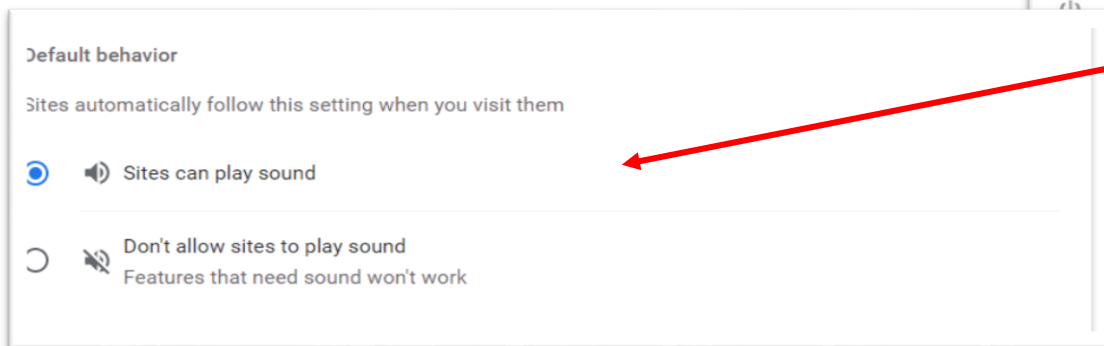 Default behavior
Sites automatically follow this setting when you visit them
Sites can play sound
Don't allow sites to play sound
Features that need sound won't work